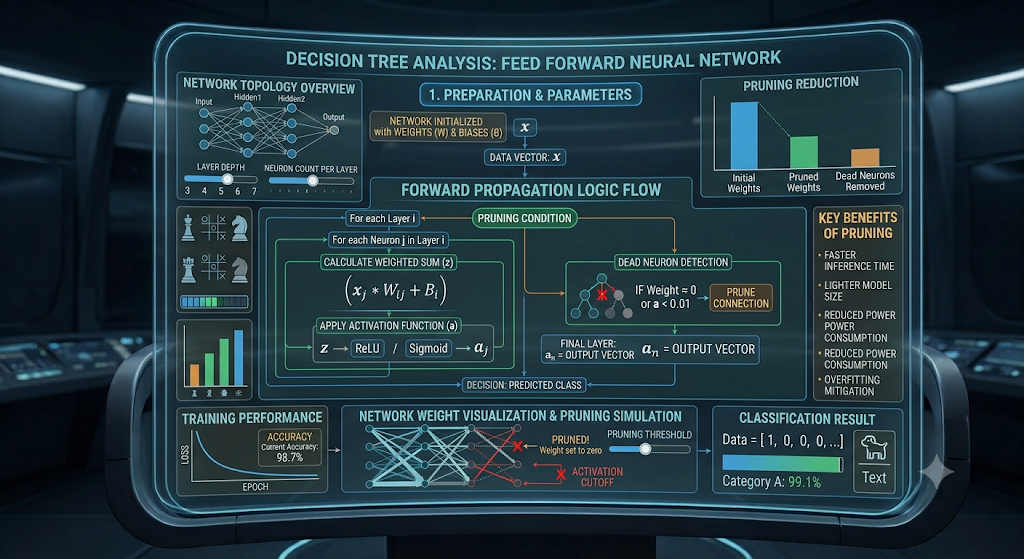 DECISION TREE ANALYSIS: FEED FORWARD NEURAL NETWORK
NETWORK TOPOLOGY OVERVIEW
Input
Hidden1
Hidden2
Output
LAYER DEPTH
3 4 5 6 7
NEURON COUNT PER LAYER
1. PREPARATION & PARAMETERS
NETWORK INITIALIZED
with WEIGHTS (W) & BIASES (θ)
x
DATA VECTOR: x
PRUNING REDUCTION
Initial
Weights
Pruned
Weights
Dead Neurons
Removed
FORWARD PROPAGATION LOGIC FLOW
For each Layer i
PRUNING CONDITION
For each Neuron j in Layer i
CALCULATE WEIGHTED SUM (z)
(xj * Wij + Bi)
APPLY ACTIVATION FUNCTION (a)
z → ReLU / Sigmoid → aj
DEAD NEURON DETECTION
IF Weight ≈ 0
or a < 0.01
PRUNE
CONNECTION
FINAL LAYER:
an = OUTPUT VECTOR
an = OUTPUT VECTOR
DECISION: PREDICTED CLASS
KEY BENEFITS
OF PRUNING
• FASTER
INFERENCE TIME
• LIGHTER MODEL
SIZE
• REDUCED POWER
POWER
CONSUMPTION
• REDUCED POWER
CONSUMPTION
• OVERFITTING
MITIGATION
TRAINING PERFORMANCE
LOSS
ACCURACY
Current Accuracy:
98.7%
EPOCH
NETWORK WEIGHT VISUALIZATION & PRUNING SIMULATION
PRUNED!
Weight set to zero
PRUNING THRESHOLD
ACTIVATION
CUTOFF
CLASSIFICATION RESULT
Data = [ 1, 0, 0, 0, ...]
Category A: 99.1%
Text